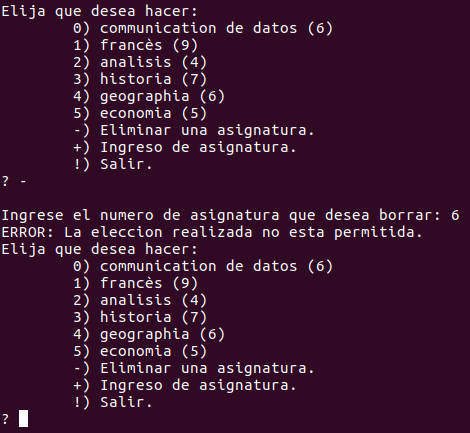 Elija que desea hacer:
0) communication de datos (6)
1) francès (9)
2) analisis (4)
3) historia (7)
4) geographia (6)
5) economia (5)
-) Eliminar una asignatura.
+) Ingreso de asignatura.
!) Salir.
? -
Ingrese el numero de asignatura que desea borrar: 6
ERROR: La eleccion realizada no esta permitida.
Elija que desea hacer:
0) communication de datos (6)
1) francès (9)
2) analisis (4)
3) historia (7)
4) geographia (6)
5) economia (5)
-) Eliminar una asignatura.
+) Ingreso de asignatura.
!) Salir.
?